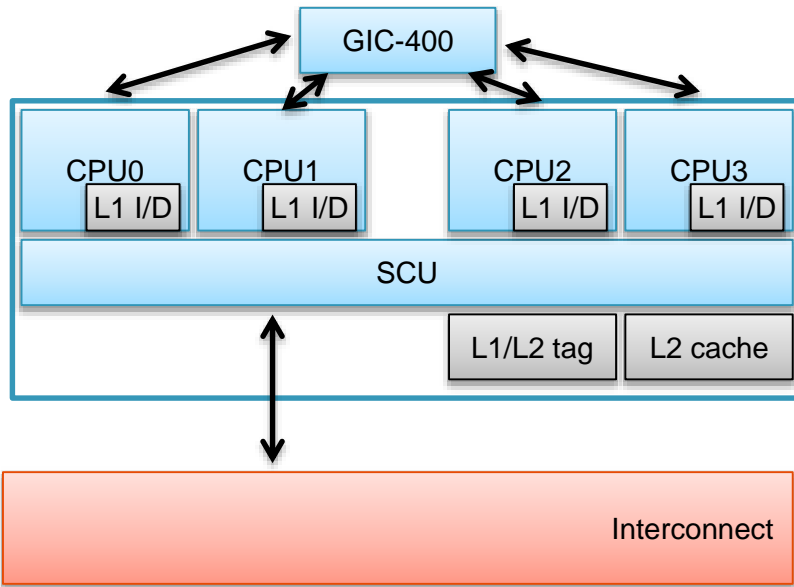 GIC-400
CPU0
CPU1
CPU2
CPU3
L1 I/D
L1 I/D
L1 I/D
L1 I/D
SCU
L1/L2 tag
L2 cache
Interconnect